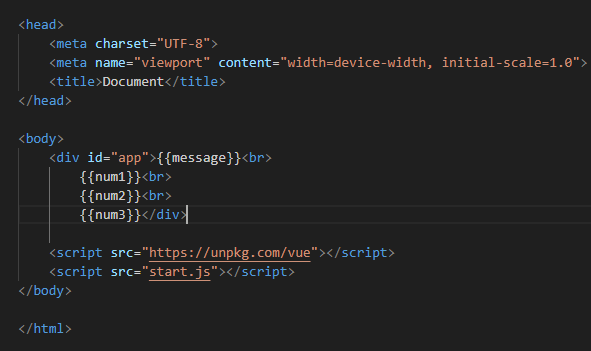 <head>
<meta charset="UTF-8">
<meta name="viewport" content="width=device-width, initial-scale=1.0">
<title>Document</title>
</head>
<body>
<div id="app">{{message}}<br>
{{num1}}<br>
{{num2}}<br>
{{num3}}</div>
<script src="https://unpkg.com/vue"></script>
<script src="start.js"></script>
</body>
</html>